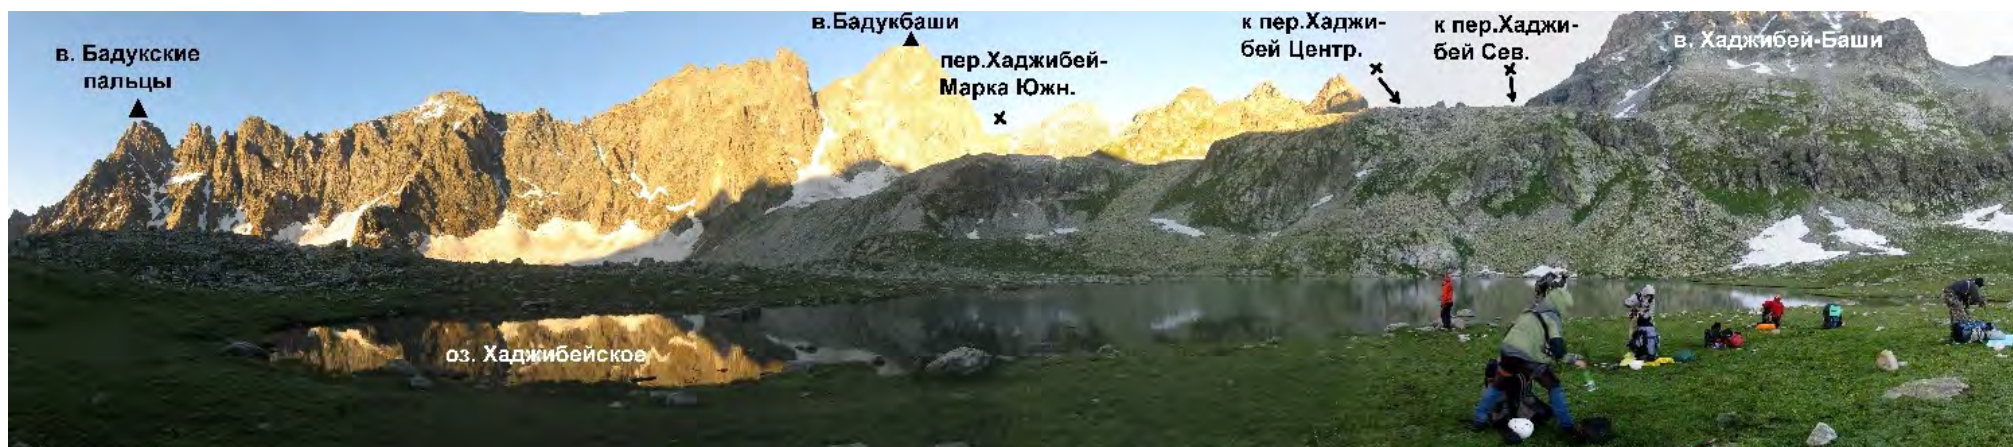 в. Бадукские
пальцы
в.Бадукбаши
пер.Хаджибей-
Марка Южн.
к пер.Хаджи-
бей Центр.
к пер.Хаджи-
бей Сев.
в. Хаджибей-Баши
оз. Хаджибейское